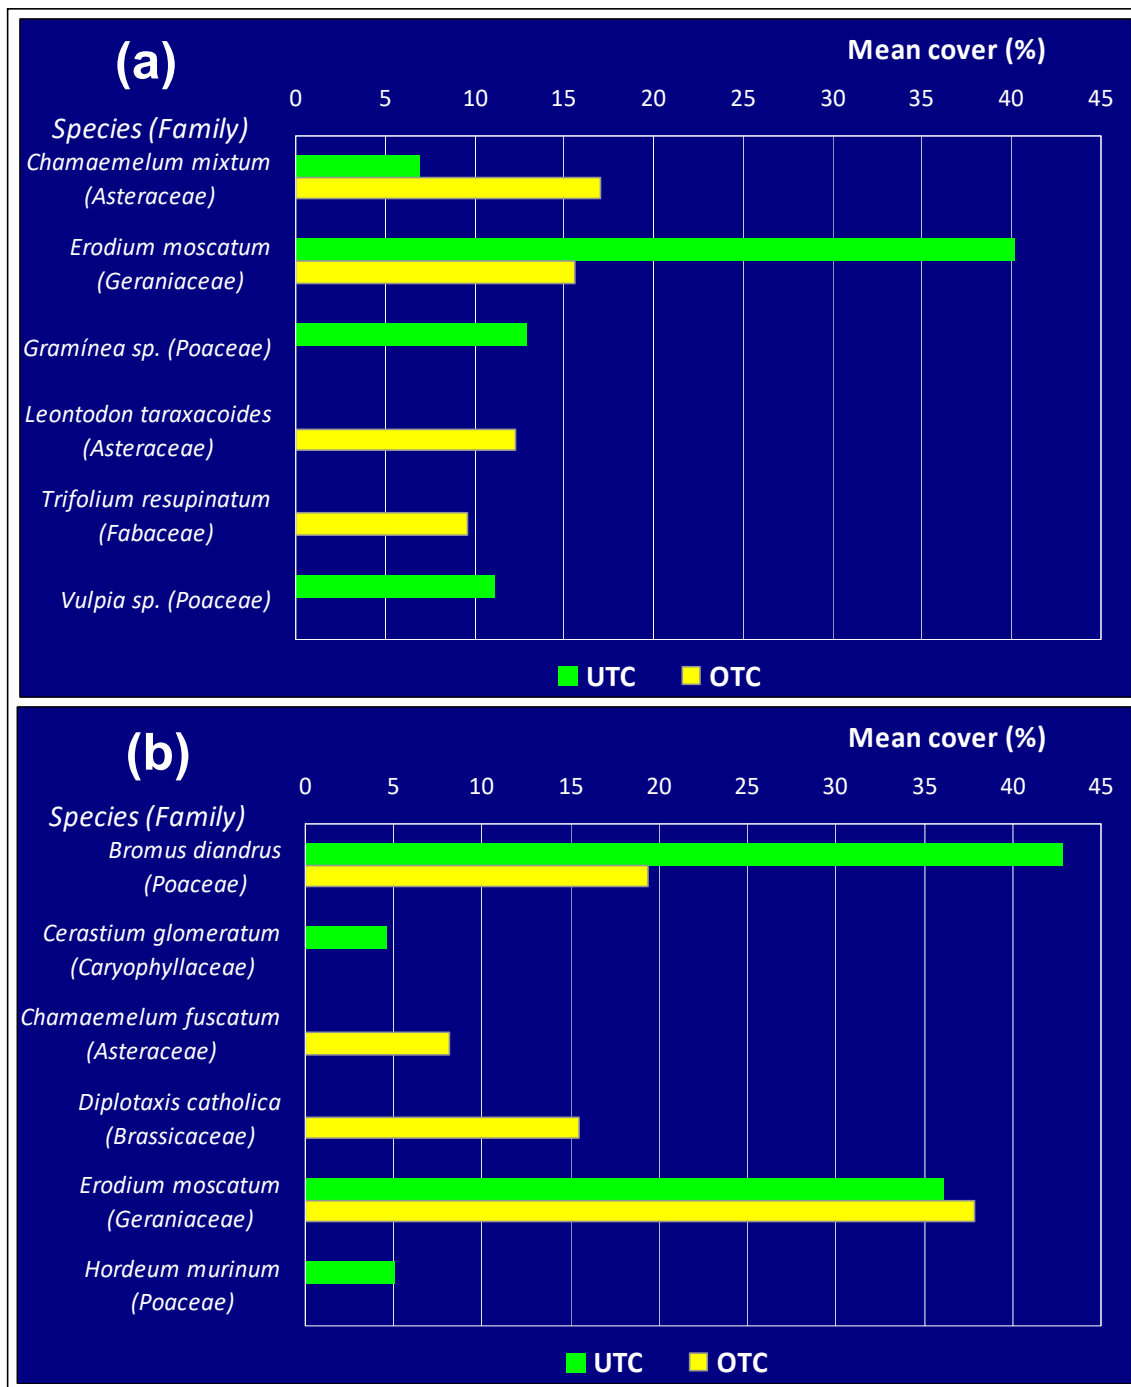 (a)
Mean cover (%)
0 5 10 15 20 25 30 35 40 45
Species (Family)
Chamaemelum mixtum
(Asteraceae)
Erodium moscatum
(Geraniaceae)
Gramínea sp. (Poaceae)
Leontodon taraxacoides
(Asteraceae)
Trifolium resupinatum
(Fabaceae)
Vulpia sp. (Poaceae)
UTC OTC
(b)
Mean cover (%)
0 5 10 15 20 25 30 35 40 45
Species (Family)
Bromus diandrus
(Poaceae)
Cerastium glomeratum
(Caryophyllaceae)
Chamaemelum fuscatum
(Asteraceae)
Diplotaxis catholica
(Brassicaceae)
Erodium moscatum
(Geraniaceae)
Hordeum murinum
(Poaceae)
UTC OTC